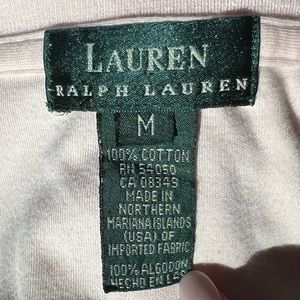 LAUREN
RALPH LAUREN
M
100% COTTON
RN 54050
CA 08349
MADE IN
NORTHERN
MARIANA ISLANDS
(USA) OF
IMPORTED FABRIC
100% ALGODON
HECHO EN LAS